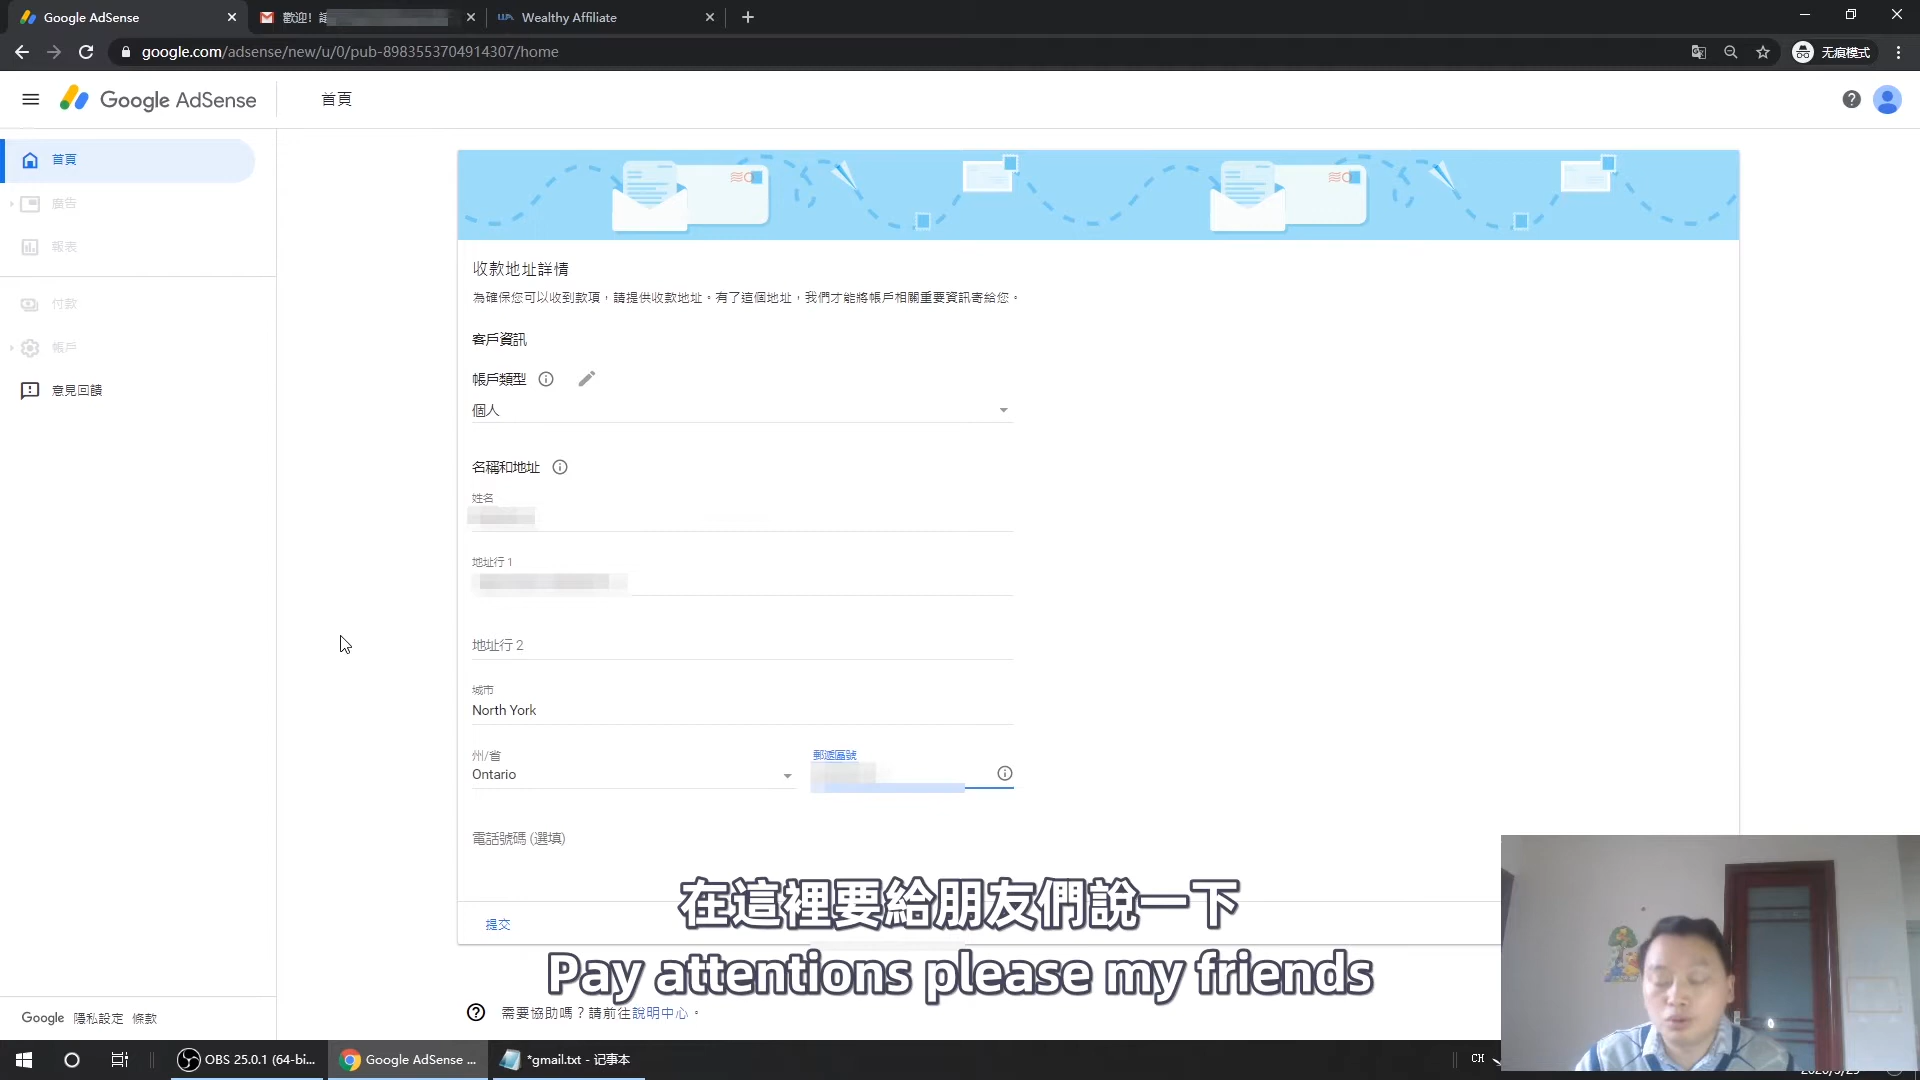 Google AdSense
歡迎！
Wealthy Affiliate
google.com/adsense/new/u/0/pub-8983553704914307/home
无痕模式
Google AdSense
首頁
首頁
廣告
報表
付款
帳戶
意見回饋
收款地址詳情
為確保您可以收到款項，請提供收款地址。有了這個地址，我們才能將帳戶相關重要資訊寄給您。
客戶資訊
帳戶類型
個人
名稱和地址
姓名
地址行 1
地址行 2
城市
North York
州/省
郵遞區號
Ontario
電話號碼 (選填)
在這裡要給朋友們說一下
提交
Pay attentions please my friends
需要協助嗎？請前往說明中心。
Google 隱私設定 條款
OBS 25.0.1 (64-bi...
Google AdSense ...
*gmail.txt - 记事本
CH